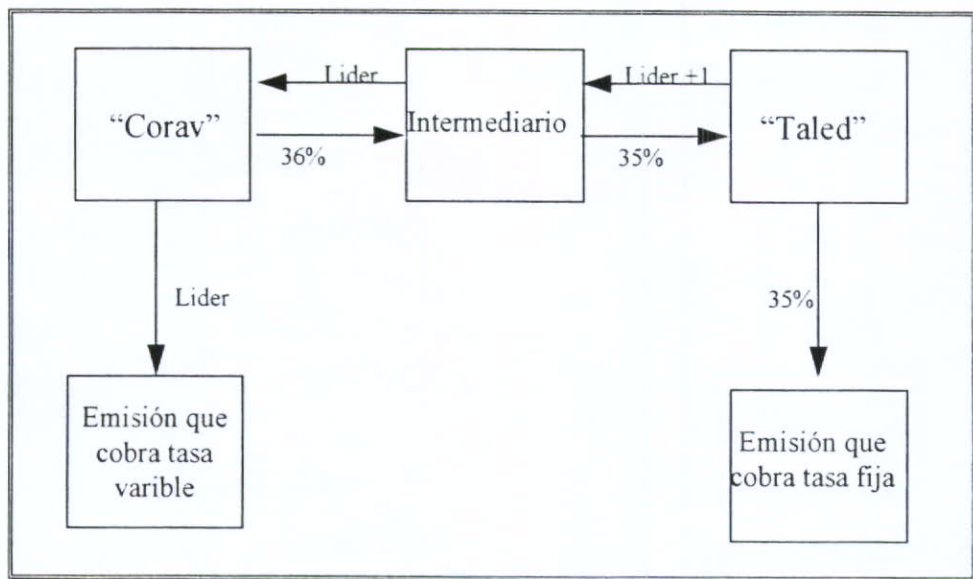 “Corav”
Lider
36%
Intermediario
Lider +1
35%
“Taled”
Lider
35%
Emisión que
cobra tasa
varible
Emisión que
cobra tasa fija